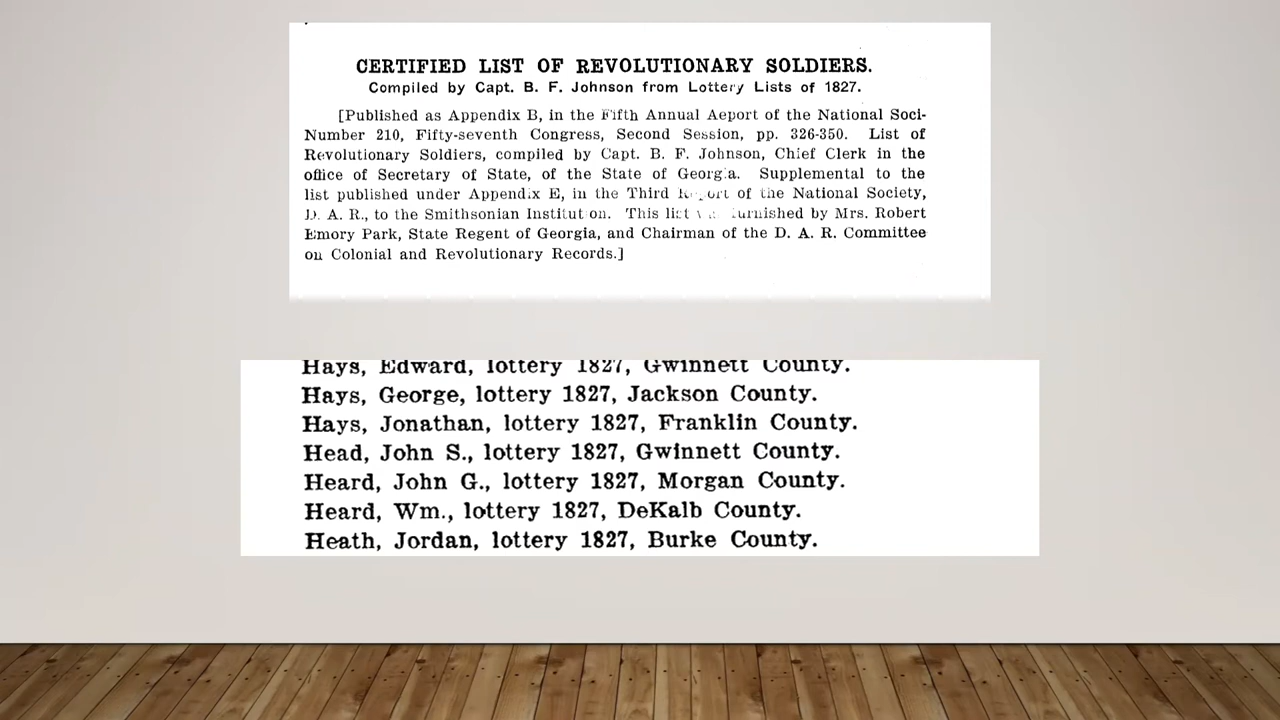 CERTIFIED LIST OF REVOLUTIONARY SOLDIERS.
Compiled by Capt. B. F. Johnson from Lottery Lists of 1827.
[Published as Appendix B, in the Fifth Annual Aeport of the National Soci-
Number 210, Fifty-seventh Congress, Second Session, pp. 326-350. List of
Revolutionary Soldiers, compiled by Capt. B. F. Johnson, Chief Clerk in the
office of Secretary of State, of the State of Georgia. Supplemental to the
list published under Appendix E, in the Third Report of the National Society,
D. A. R., to the Smithsonian Institution. This list furnished by Mrs. Robert
Emory Park, State Regent of Georgia, and Chairman of the D. A. R. Committee
on Colonial and Revolutionary Records.]
Hays, Edward, lottery 1827, Gwinnett County.
Hays, George, lottery 1827, Jackson County.
Hays, Jonathan, lottery 1827, Franklin County.
Head, John S., lottery 1827, Gwinnett County.
Heard, John G., lottery 1827, Morgan County.
Heard, Wm., lottery 1827, DeKalb County.
Heath, Jordan, lottery 1827, Burke County.